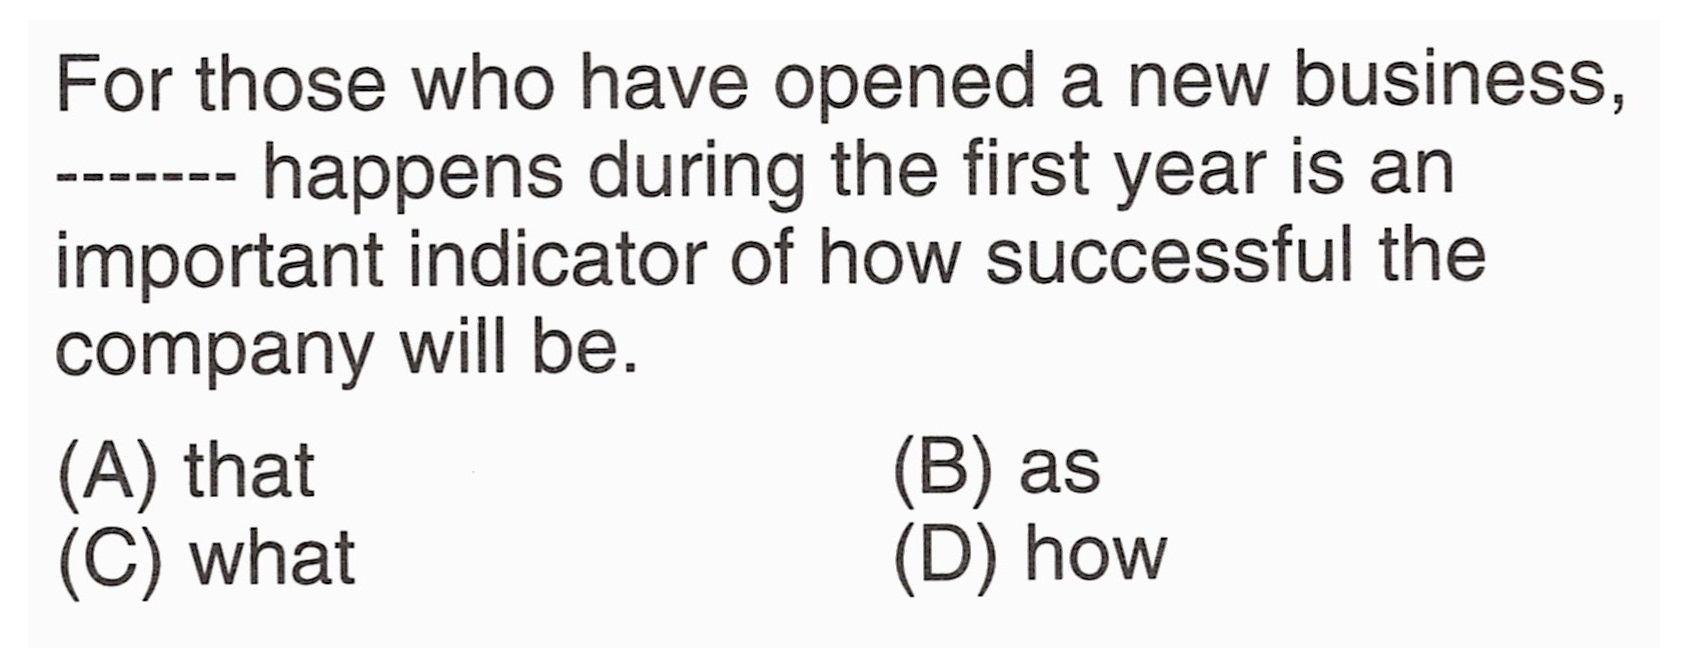 For those who have opened a new business,
------- happens during the first year is an
important indicator of how successful the
company will be.
(A) that
(B) as
(C) what
(D) how